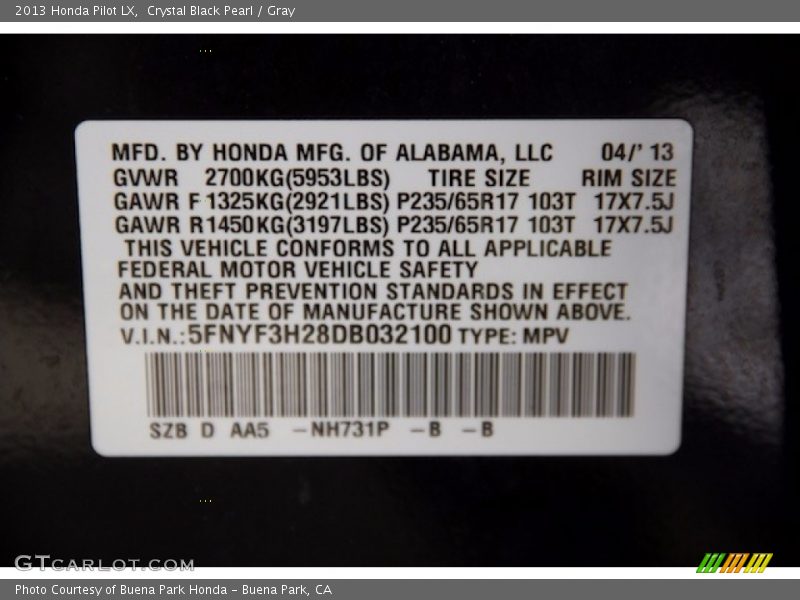 2013 Honda Pilot LX,  Crystal Black Pearl / Gray
MFD. BY HONDA MFG. OF ALABAMA, LLC 04/' 13
GVWR 2700KG(5953LBS) TIRE SIZE RIM SIZE
GAWR F 1325KG(2921LBS) P235/65R17 103T 17X7.5J
GAWR R1450KG(3197LBS) P235/65R17 103T 17X7.5J
THIS VEHICLE CONFORMS TO ALL APPLICABLE
FEDERAL MOTOR VEHICLE SAFETY
AND THEFT PREVENTION STANDARDS IN EFFECT
ON THE DATE OF MANUFACTURE SHOWN ABOVE.
V.I.N.:5FNYF3H28DB032100 TYPE: MPV
SZB D AA5 -NH731P -B -B
GTCARLOT.COM
Photo Courtesy of Buena Park Honda - Buena Park, CA